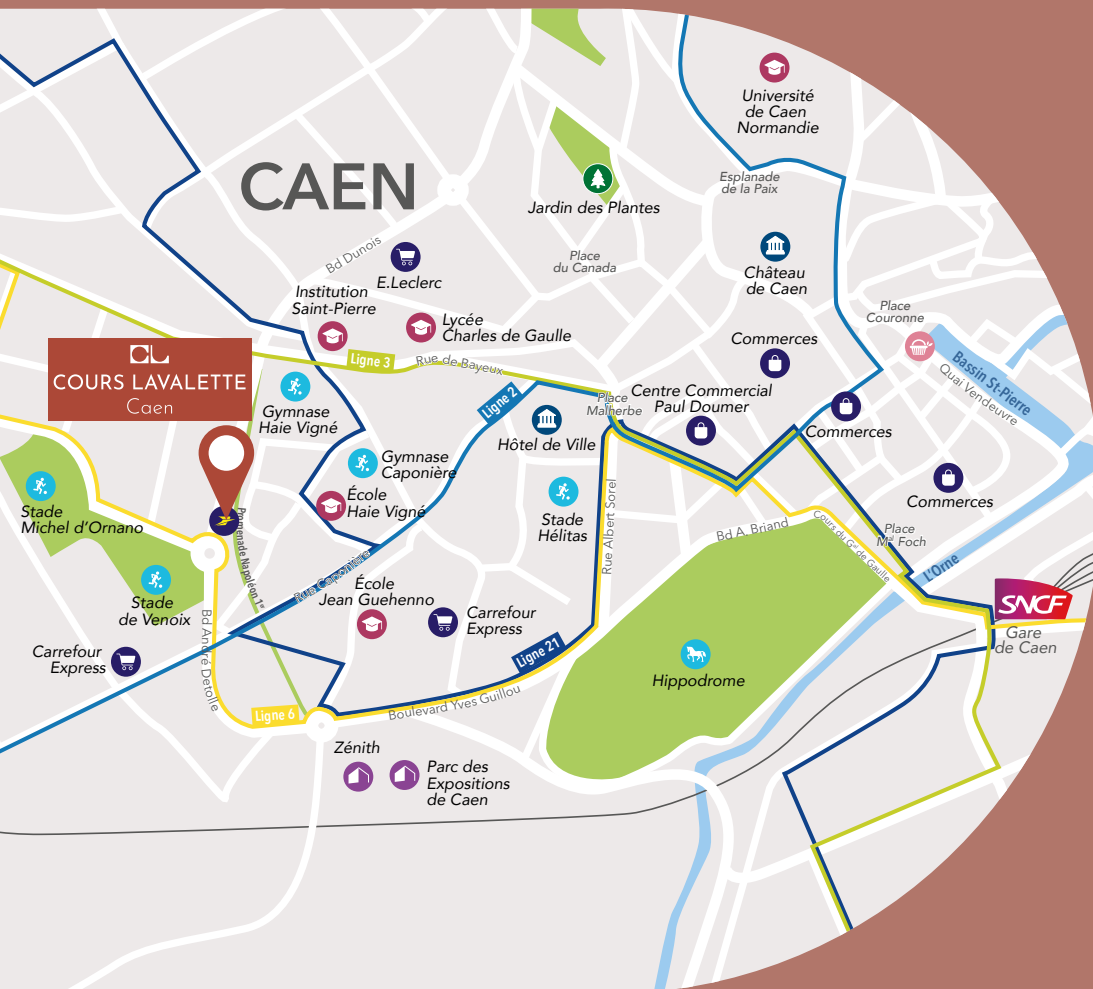 Université
de Caen
Normandie
CAEN
Esplanade
de la Paix
Jardin des Plantes
Bd Dunois
E.Leclerc
Place
du Canada
Château
de Caen
Institution
Saint-Pierre
Lycée
Charles de Gaulle
Place
Couronne
Commerces
CL
COURS LAVALETTE
Caen
Ligne 3
Rue de Bayeux
Bassin St-Pierre
Quai Vendeuvre
Gymnase
Haie Vigné
Ligne 2
Place
Malherbe
Centre Commercial
Paul Doumer
Hôtel de Ville
Commerces
Gymnase
Caponière
École
Haie Vigné
Stade
Michel d'Ornano
Stade
Hélitas
Rue Albert Sorel
Commerces
Promenade Napoléon 1er
Bd A. Briand
Cours du Gal de Gaulle
Place
Mal Foch
L'Orne
Rue Caponière
École
Jean Guehenno
Stade
de Venoix
Carrefour
Express
SNCF
Gare
de Caen
Bd André Detolle
Carrefour
Express
Ligne 21
Hippodrome
Ligne 6
Boulevard Yves Guillou
Zénith
Parc des
Expositions
de Caen